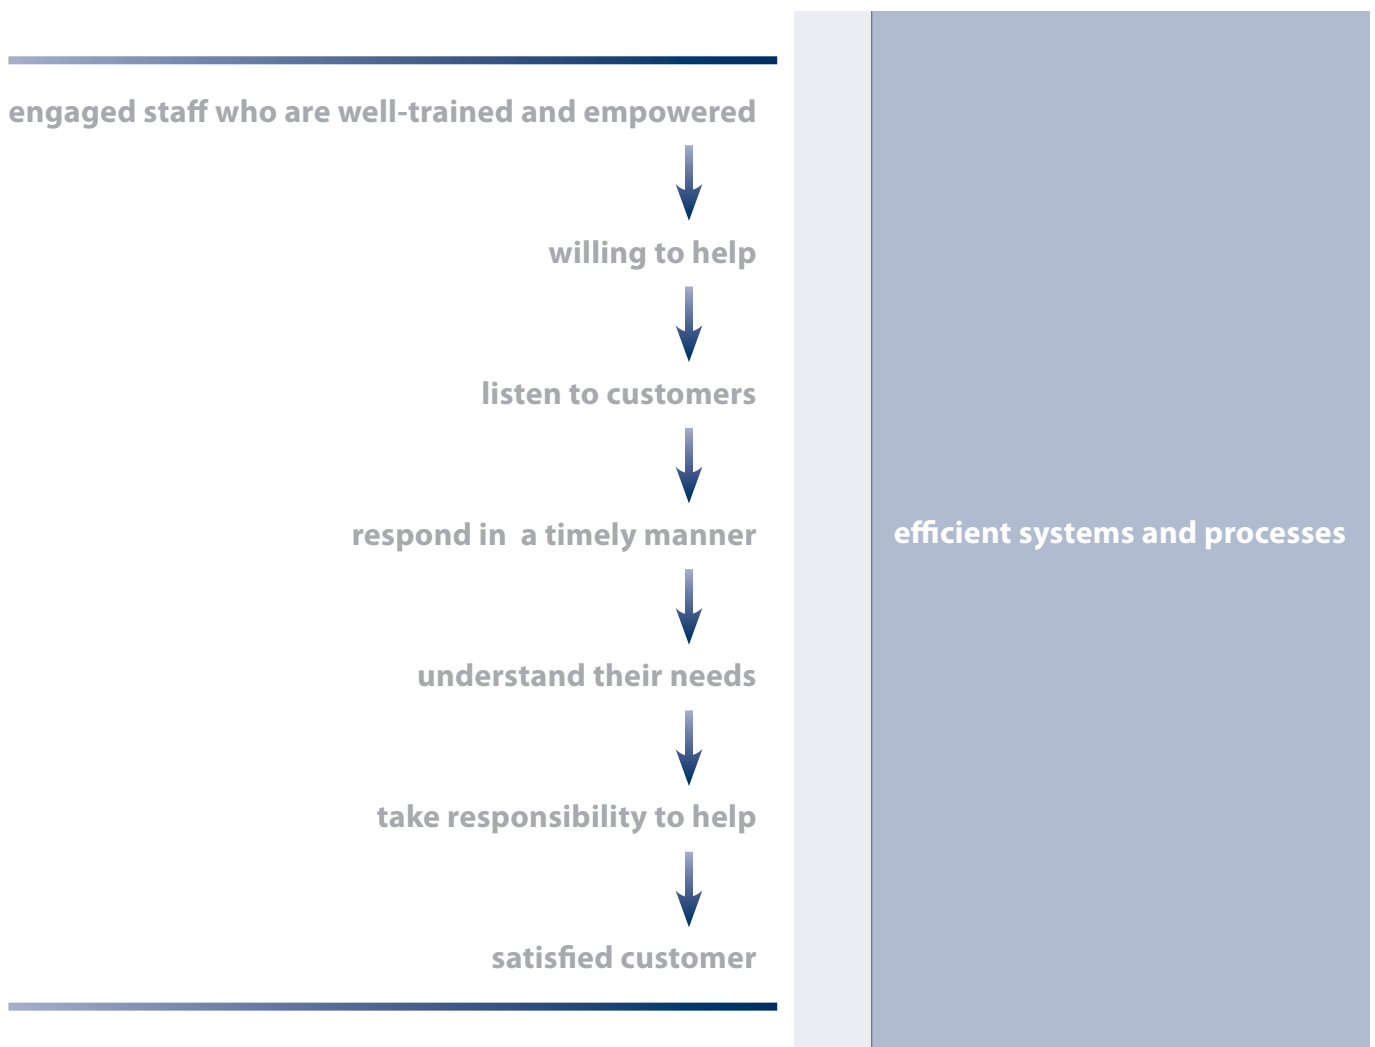 engaged staff who are well-trained and empowered
willing to help
listen to customers
respond in  a timely manner
understand their needs
take responsibility to help
satisfied customer
efficient systems and processes